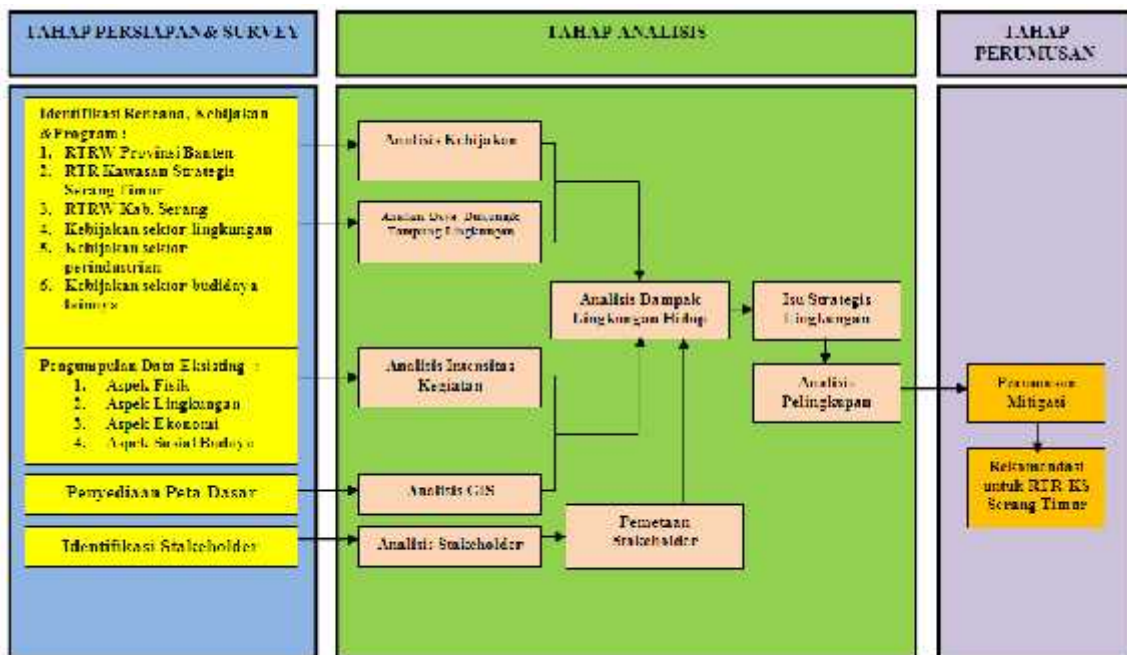 TAHAP PERSIAPAN & SURVEY
TAHAP ANALISIS
TAHAP
PERUMUSAN
Identifikasi Rencana, Kebijakan
& Program :
1. RTRW Provinsi Banten
2. RTR Kawasan Strategis
Serang Timur
3. RTRW Kab. Serang
4. Kebijakan sektor lingkungan
5. Kebijakan sektor
perindustrian
6. Kebijakan sektor budidaya
lainnya
Pengumpulan Data Eksisting :
1. Aspek Fisik
2. Aspek Lingkungan
3. Aspek Ekonomi
4. Aspek Sosial Budaya
Penyediaan Peta Dasar
Identifikasi Stakeholder
Analisis Kebijakan
Tampung Lingkungan
Analisis Intensitas
Kegiatan
Analisis GIS
Analisis Stakeholder
Analisis Dampak
Lingkungan Hidup
Pemetaan
Stakeholder
Isu Strategis
Lingkungan
Analisis
Pelingkupan
Perumusan
Mitigasi
Rekomendasi
untuk RTR KS
Serang Timur